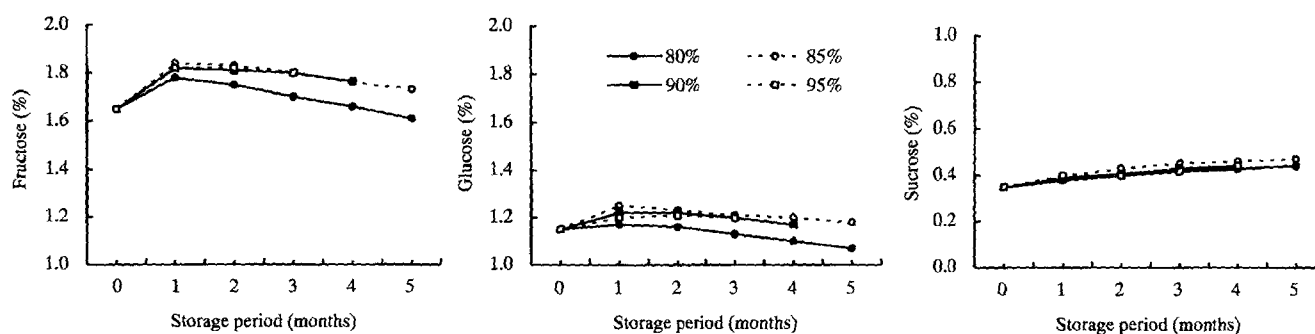 2.0
1.8
1.6
1.4
1.2
1.0
Fructose (%)
0 1 2 3 4 5
Storage period (months)
2.0
1.8
1.6
1.4
1.2
1.0
Glucose (%)
80% 85%
90% 95%
0 1 2 3 4 5
Storage period (months)
1.0
0.8
0.6
0.4
0.2
0.0
Sucrose (%)
0 1 2 3 4 5
Storage period (months)